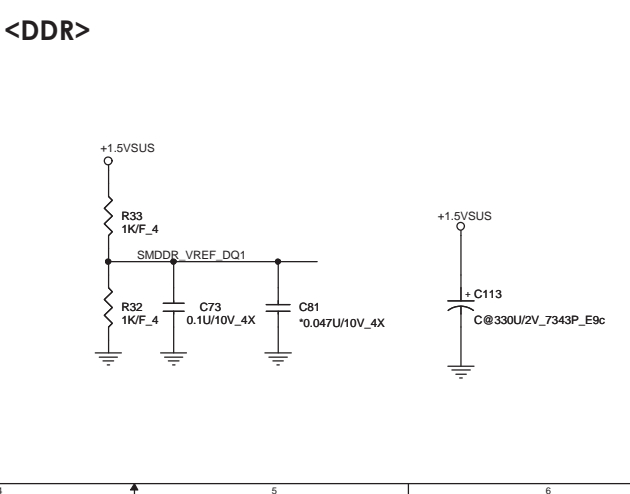 <DDR>
+1.5VSUS
R33
1K/F_4
SMDDR_VREF_DQ1
R32
1K/F_4
C73
0.1U/10V_4X
C81
*0.047U/10V_4X
+1.5VSUS
+ C113
C@330U/2V_7343P_E9c
4
5
6